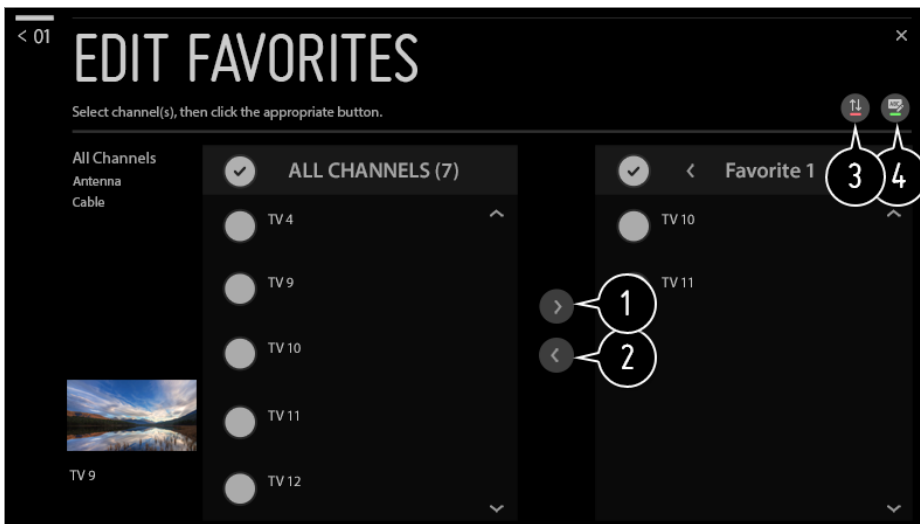 < 01
EDIT FAVORITES
Select channel(s), then click the appropriate button.
All Channels
Antenna
Cable
TV 9
ALL CHANNELS (7)
TV 4
TV 9
TV 10
TV 11
TV 12
Favorite 1
TV 10
TV 11
1
2
3
4